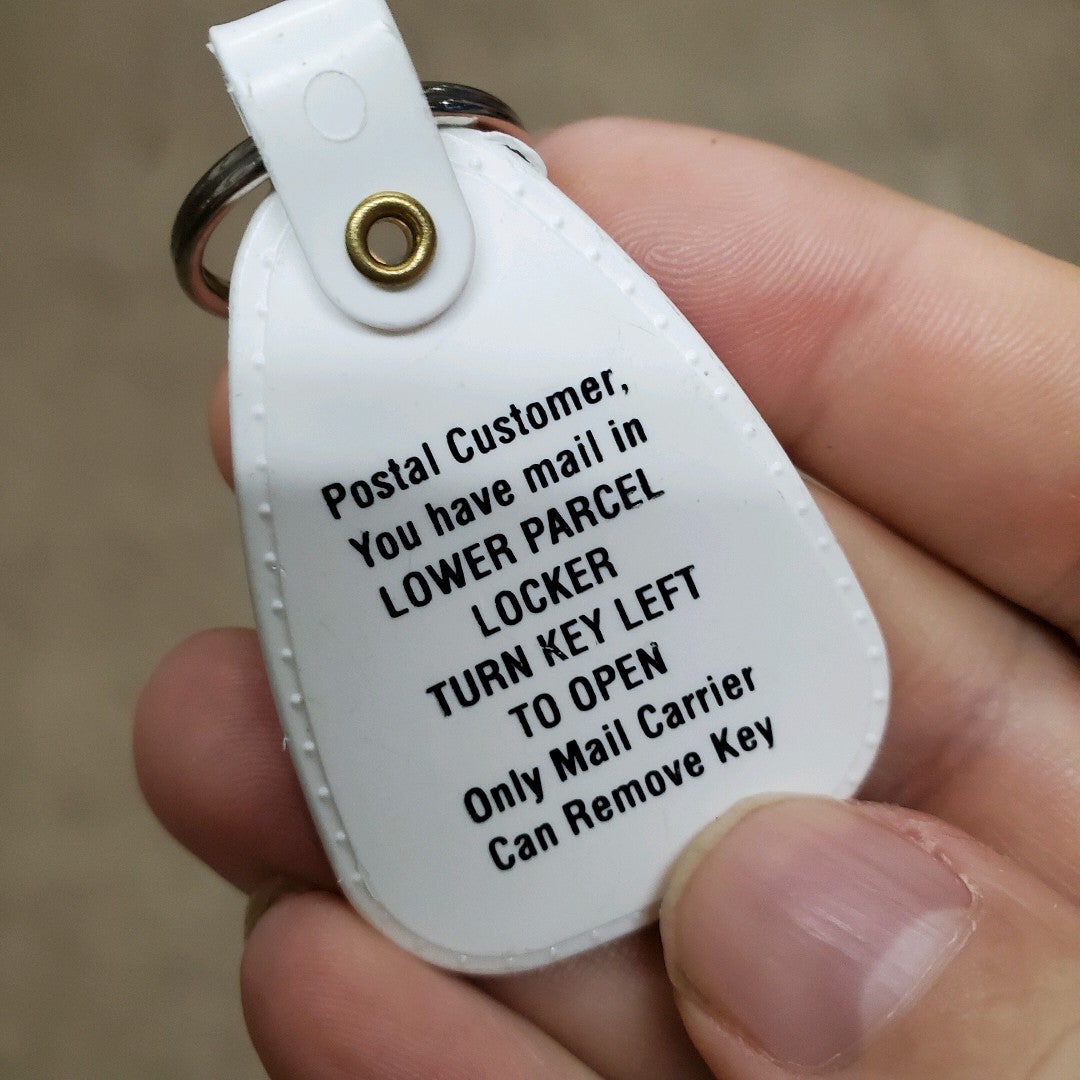 Postal Customer,
You have mail in
LOWER PARCEL
LOCKER
TURN KEY LEFT
TO OPEN
Only Mail Carrier
Can Remove Key